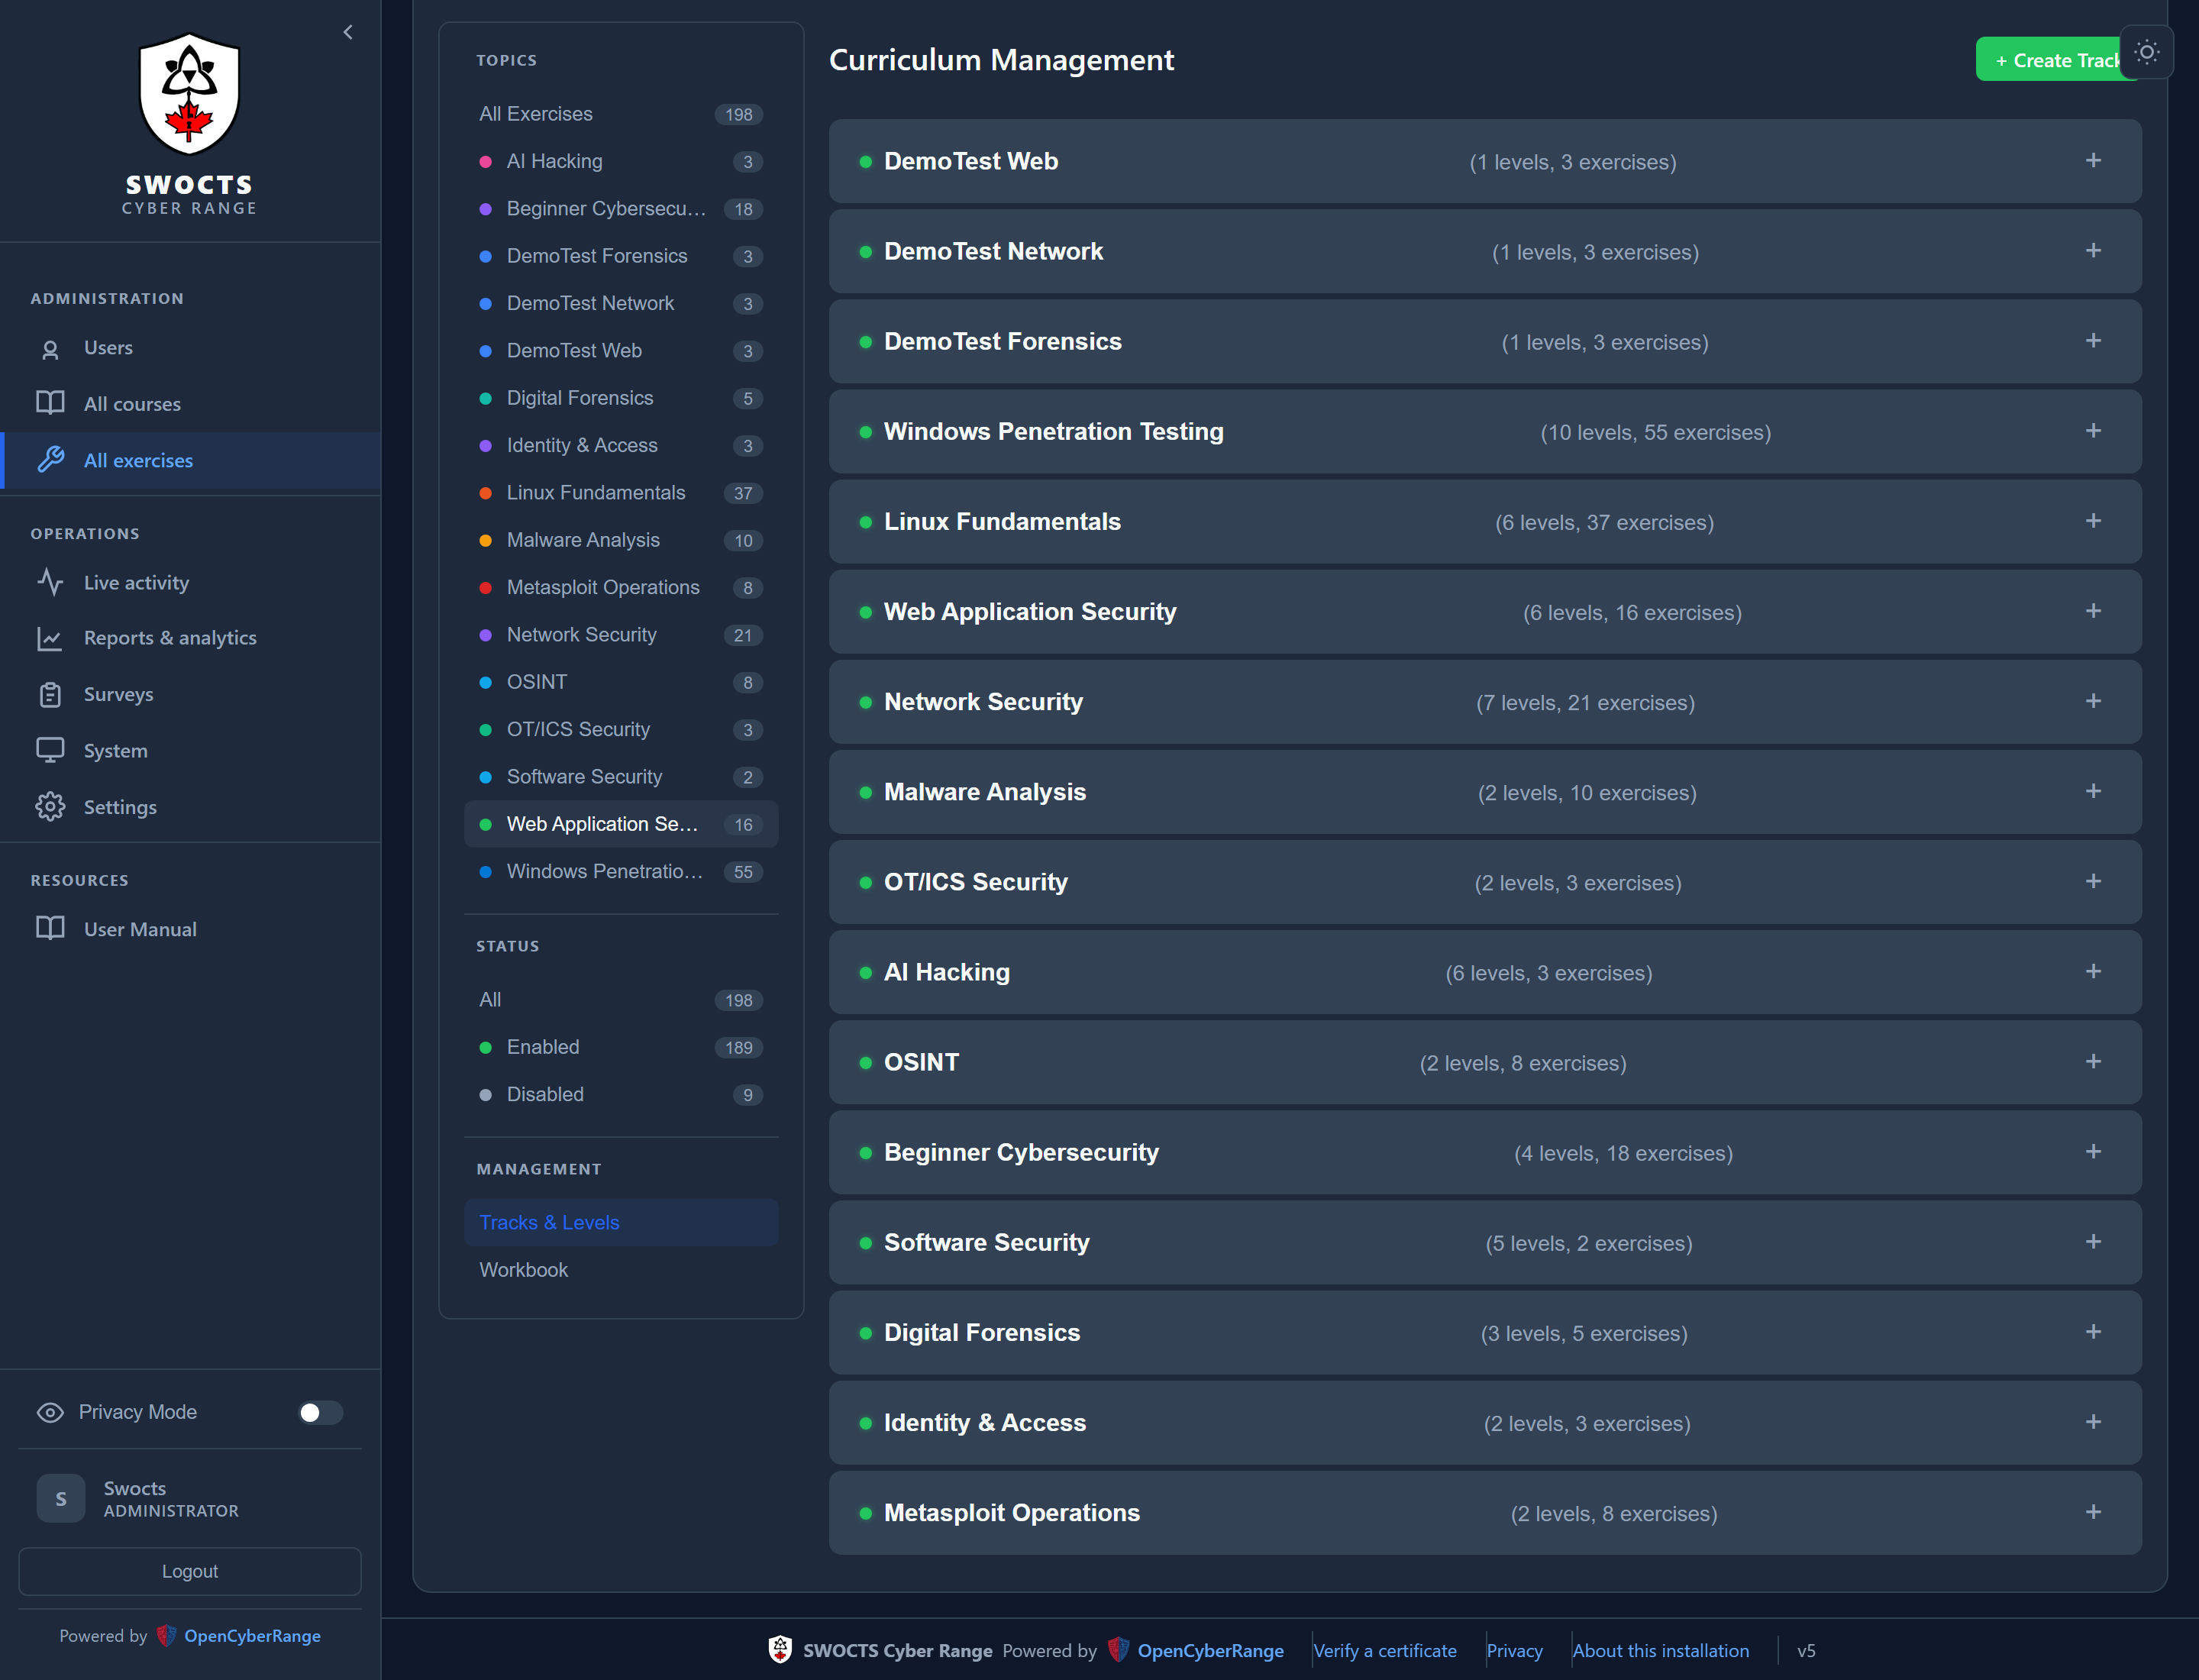 SWOCTS
CYBER RANGE
ADMINISTRATION
Users
All courses
All exercises
OPERATIONS
Live activity
Reports & analytics
Surveys
System
Settings
RESOURCES
User Manual
Privacy Mode
S
Swocts
ADMINISTRATOR
Logout
Powered by OpenCyberRange
TOPICS
All Exercises 198
AI Hacking 3
Beginner Cybersecu... 18
DemoTest Forensics 3
DemoTest Network 3
DemoTest Web 3
Digital Forensics 5
Identity & Access 3
Linux Fundamentals 37
Malware Analysis 10
Metasploit Operations 8
Network Security 21
OSINT 8
OT/ICS Security 3
Software Security 2
Web Application Se... 16
Windows Penetratio... 55
STATUS
All 198
Enabled 189
Disabled 9
MANAGEMENT
Tracks & Levels
Workbook
Curriculum Management
+ Create Track
DemoTest Web (1 levels, 3 exercises) +
DemoTest Network (1 levels, 3 exercises) +
DemoTest Forensics (1 levels, 3 exercises) +
Windows Penetration Testing (10 levels, 55 exercises) +
Linux Fundamentals (6 levels, 37 exercises) +
Web Application Security (6 levels, 16 exercises) +
Network Security (7 levels, 21 exercises) +
Malware Analysis (2 levels, 10 exercises) +
OT/ICS Security (2 levels, 3 exercises) +
AI Hacking (6 levels, 3 exercises) +
OSINT (2 levels, 8 exercises) +
Beginner Cybersecurity (4 levels, 18 exercises) +
Software Security (5 levels, 2 exercises) +
Digital Forensics (3 levels, 5 exercises) +
Identity & Access (2 levels, 3 exercises) +
Metasploit Operations (2 levels, 8 exercises) +
SWOCTS Cyber Range Powered by OpenCyberRange Verify a certificate Privacy About this installation v5